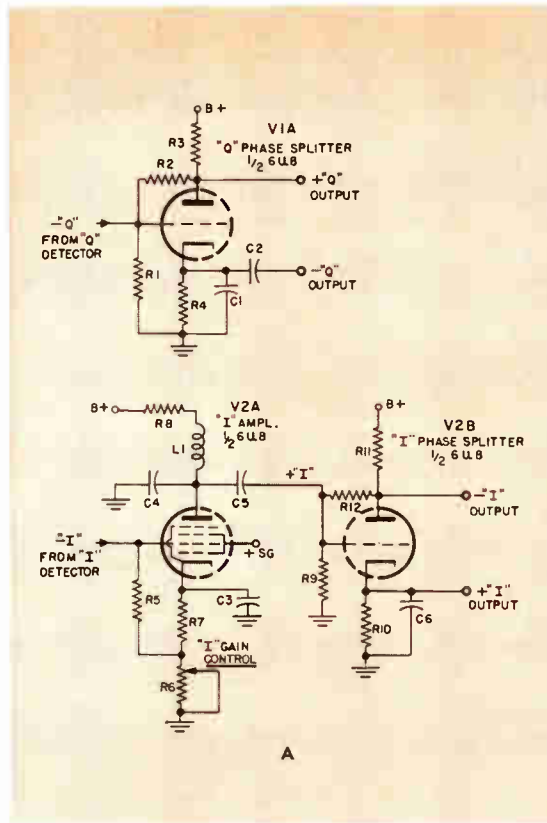 B+
V1A
R3
"Q" PHASE SPLITTER
1/2 6U8
R2
+"Q"
OUTPUT
-"Q"
FROM "Q"
DETECTOR
C2
-"Q"
OUTPUT
R1
R4
C1
B+
R8
V2A
"I" AMPL.
1/2 6U8
L1
B+
V2B
"I" PHASE SPLITTER
1/2 6U8
R11
C4
C5
+"I"
R12
-"I"
OUTPUT
-"I"
FROM "I"
DETECTOR
+SG
R9
+"I"
OUTPUT
R5
C3
R7
R10
C6
"I" GAIN
CONTROL
R6
A